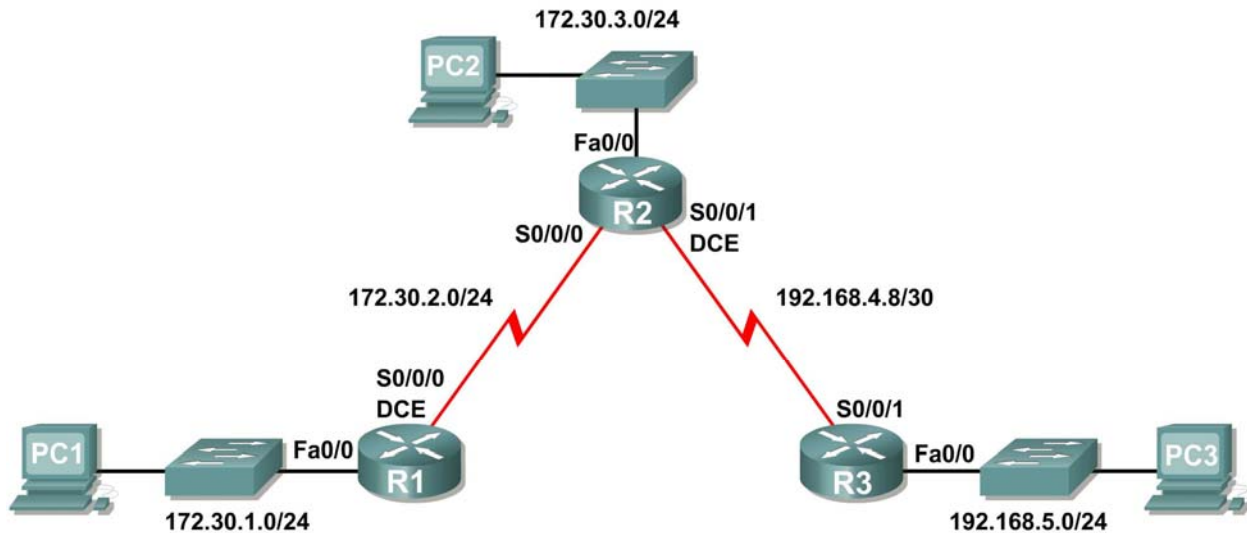 172.30.3.0/24
PC2
Fa0/0
R2
S0/0/1
DCE
S0/0/0
172.30.2.0/24
192.168.4.8/30
S0/0/0
DCE
S0/0/1
PC1
Fa0/0
R1
R3
Fa0/0
PC3
172.30.1.0/24
192.168.5.0/24